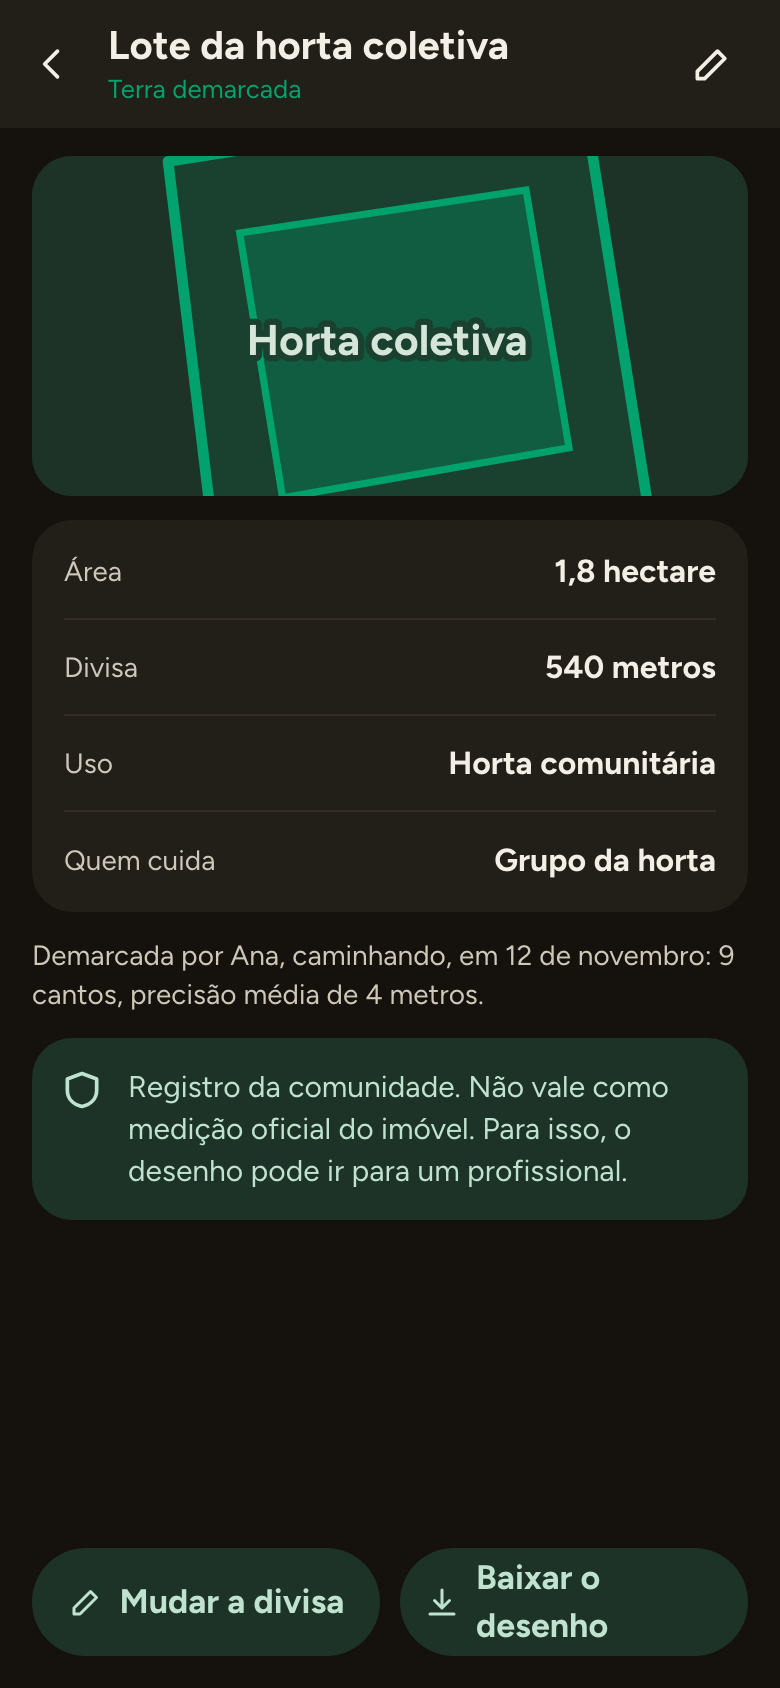 Lote da horta coletiva
Terra demarcada
Horta coletiva
Área
1,8 hectare
Divisa
540 metros
Uso
Horta comunitária
Quem cuida
Grupo da horta
Demarcada por Ana, caminhando, em 12 de novembro: 9
cantos, precisão média de 4 metros.
Registro da comunidade. Não vale como
medição oficial do imóvel. Para isso, o
desenho pode ir para um profissional.
Mudar a divisa
Baixar o
desenho